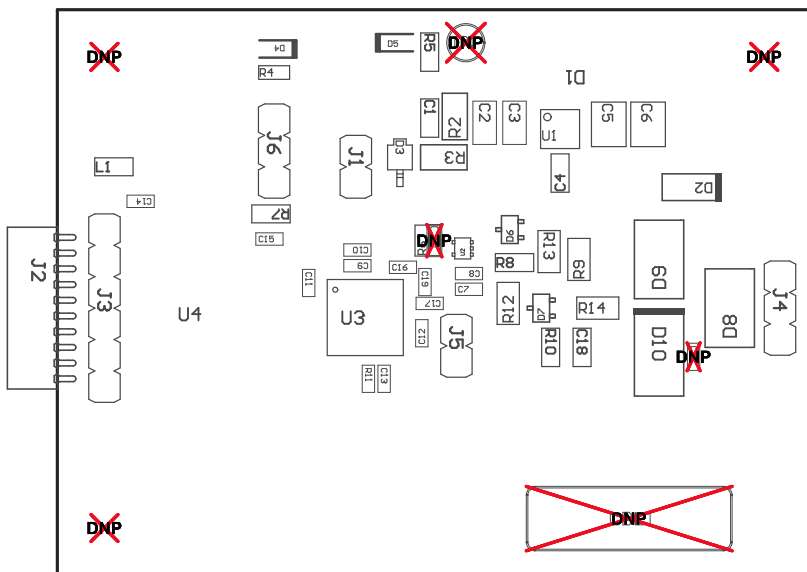 DNP
D4
D5
R5
DNP
DNP
R4
D1
C1
R2
C2
C3
U1
C5
C6
J6
J1
D3
R3
L1
C4
D2
C14
R7
C15
DNP
U2
D6
R13
R9
C10
C9
C16
R8
C8
C7
C11
C19
C17
J2
J3
U4
U3
C12
J5
R12
D7
R14
R10
C18
D9
D8
D10
DNP
J4
R11
C13
DNP
DNP